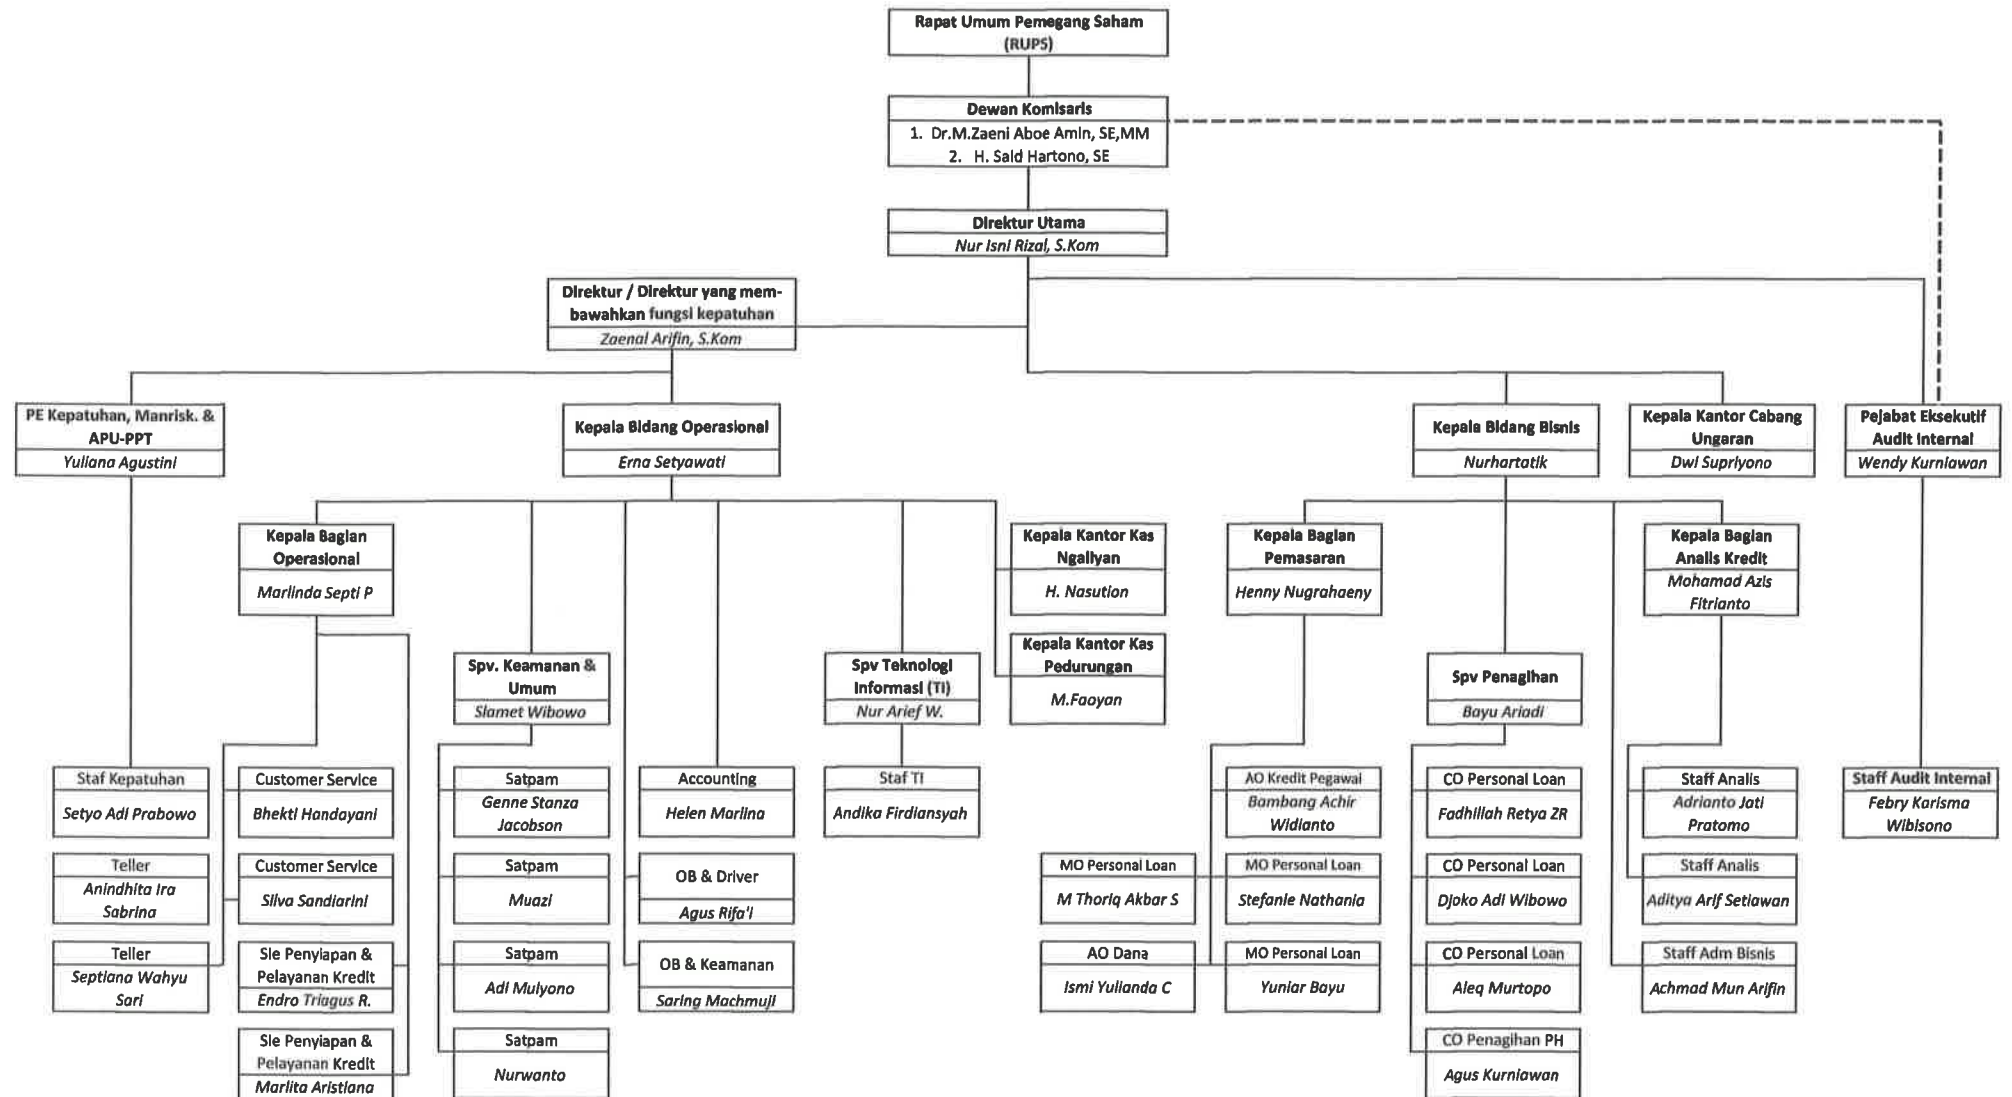 Rapat Umum Pemegang Saham
(RUPS)
Dewan Komisaris
1. Dr.M.Zaeni Aboe Amin, SE,MM
2. H. Said Hartono, SE
Direktur Utama
Nur Isni Rizal, S.Kom
Direktur / Direktur yang mem-
bawahkan fungsi kepatuhan
Zaenal Arifin, S.Kom
PE Kepatuhan, Manrisk. &
APU-PPT
Yuliana Agustini
Kepala Bidang Operasional
Erna Setyawati
Kepala Bidang Bisnis
Nurhartatik
Kepala Kantor Cabang
Ungaran
Dwi Supriyono
Pejabat Eksekutif
Audit Internal
Wendy Kurniawan
Kepala Bagian
Operasional
Marlinda Septi P
Kepala Kantor Kas
Ngaliyan
H. Nasution
Kepala Bagian
Pemasaran
Henny Nugrahaeny
Kepala Bagian
Analis Kredit
Mohamad Azis
Fitrianto
Kepala Kantor Kas
Pedurungan
M.Faoyan
Spv. Keamanan &
Umum
Slamet Wibowo
Spv Teknologi
Informasi (TI)
Nur Arief W.
Spv Penagihan
Bayu Ariadi
Staf Kepatuhan
Setyo Adi Prabowo
Customer Service
Bhekti Handayani
Satpam
Genne Stanza
Jacobson
Accounting
Helen Marlina
Staf TI
Andika Firdiansyah
AO Kredit Pegawai
Bambang Achir
Widianto
CO Personal Loan
Fadhillah Retya ZR
Staff Analis
Adrianto Jati
Pratomo
Staff Audit Internal
Febry Karisma
Wibisono
Teller
Anindhita Ira
Sabrina
Customer Service
Silva Sandiarini
Satpam
Muazi
OB & Driver
Agus Rifa'i
MO Personal Loan
M Thoriq Akbar S
MO Personal Loan
Stefanie Nathania
CO Personal Loan
Djoko Adi Wibowo
Staff Analis
Aditya Arif Setiawan
Teller
Septiana Wahyu
Sari
Sie Penyiapan &
Pelayanan Kredit
Endro Triagus R.
Satpam
Adi Mulyono
OB & Keamanan
Saring Machmuji
AO Dana
Ismi Yulianda C
MO Personal Loan
Yuniar Bayu
CO Personal Loan
Aleq Murtopo
Staff Adm Bisnis
Achmad Mun Arifin
Sie Penyiapan &
Pelayanan Kredit
Marlita Aristiana
Satpam
Nurwanto
CO Penagihan PH
Agus Kurniawan